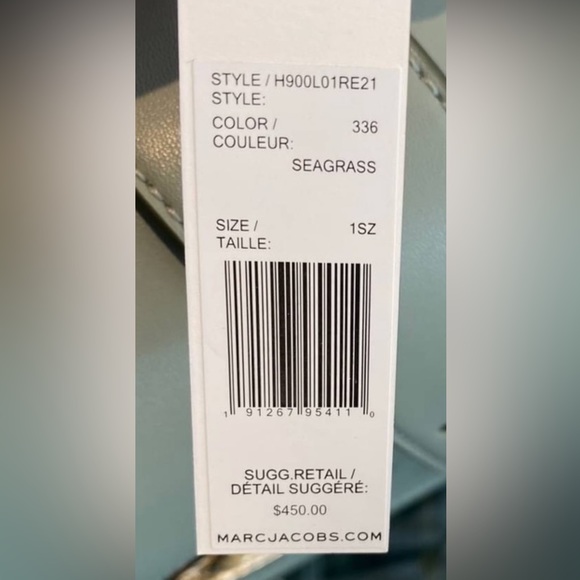 STYLE / H900L01RE21
STYLE:
COLOR / 336
COULEUR:
SEAGRASS
SIZE / 1SZ
TAILLE:
1 91267 95411 0
SUGG.RETAIL /
DÉTAIL SUGGÉRÉ:
$450.00
MARCJACOBS.COM